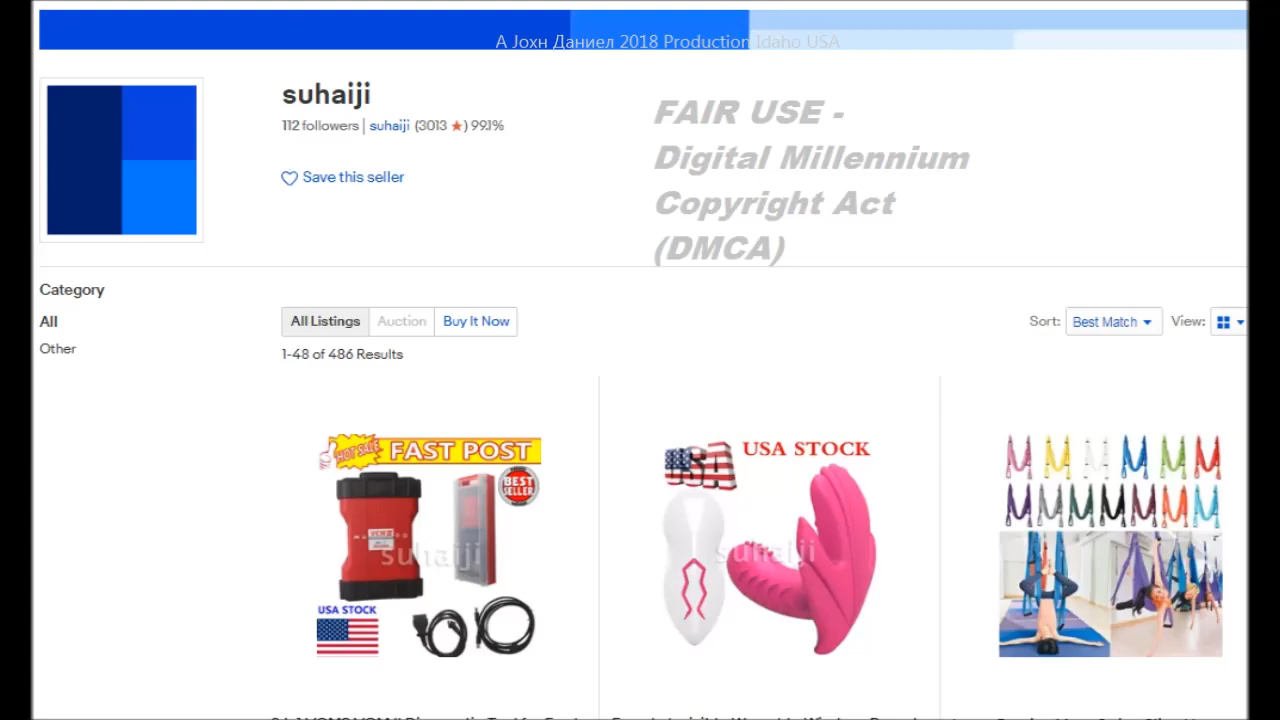 А Јохн Даниел 2018 Production Idaho USA
suhaiji
112 followers | suhaiji (3013 ★) 99.1%
FAIR USE -
Digital Millennium
Copyright Act
(DMCA)
Save this seller
Category
All
Other
All Listings Auction Buy It Now
Sort: Best Match View:
1-48 of 486 Results
HOT SALE FAST POST
BEST SELLER
VCM II
suhaiji
USA STOCK
USA USA STOCK
suhaiji